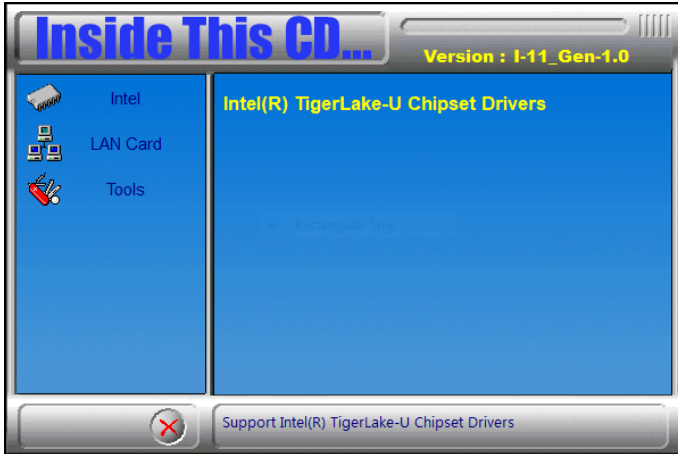 Inside This CD...
Version : I-11_Gen-1.0
Intel
LAN Card
Tools
Intel(R) TigerLake-U Chipset Drivers
Rectangular Snip
Support Intel(R) TigerLake-U Chipset Drivers